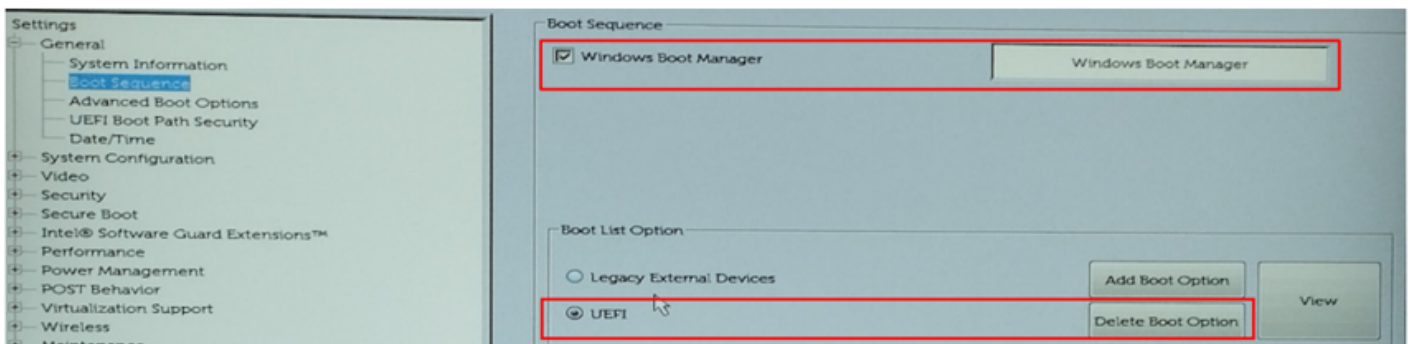 Settings
General
System Information
Boot Sequence
Advanced Boot Options
UEFI Boot Path Security
Date/Time
System Configuration
Video
Security
Secure Boot
Intel® Software Guard Extensions™
Performance
Power Management
POST Behavior
Virtualization Support
Wireless
Maintenance
Boot Sequence
Windows Boot Manager
Windows Boot Manager
Boot List Option
Legacy External Devices
Add Boot Option
View
UEFI
Delete Boot Option